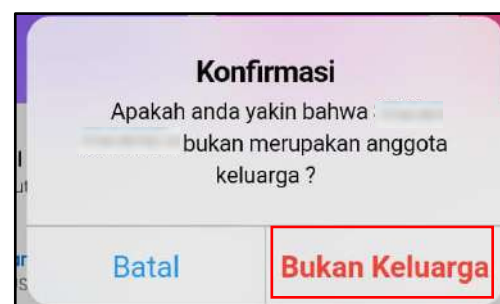 Konfirmasi
Apakah anda yakin bahwa
bukan merupakan anggota
keluarga ?
Batal
Bukan Keluarga